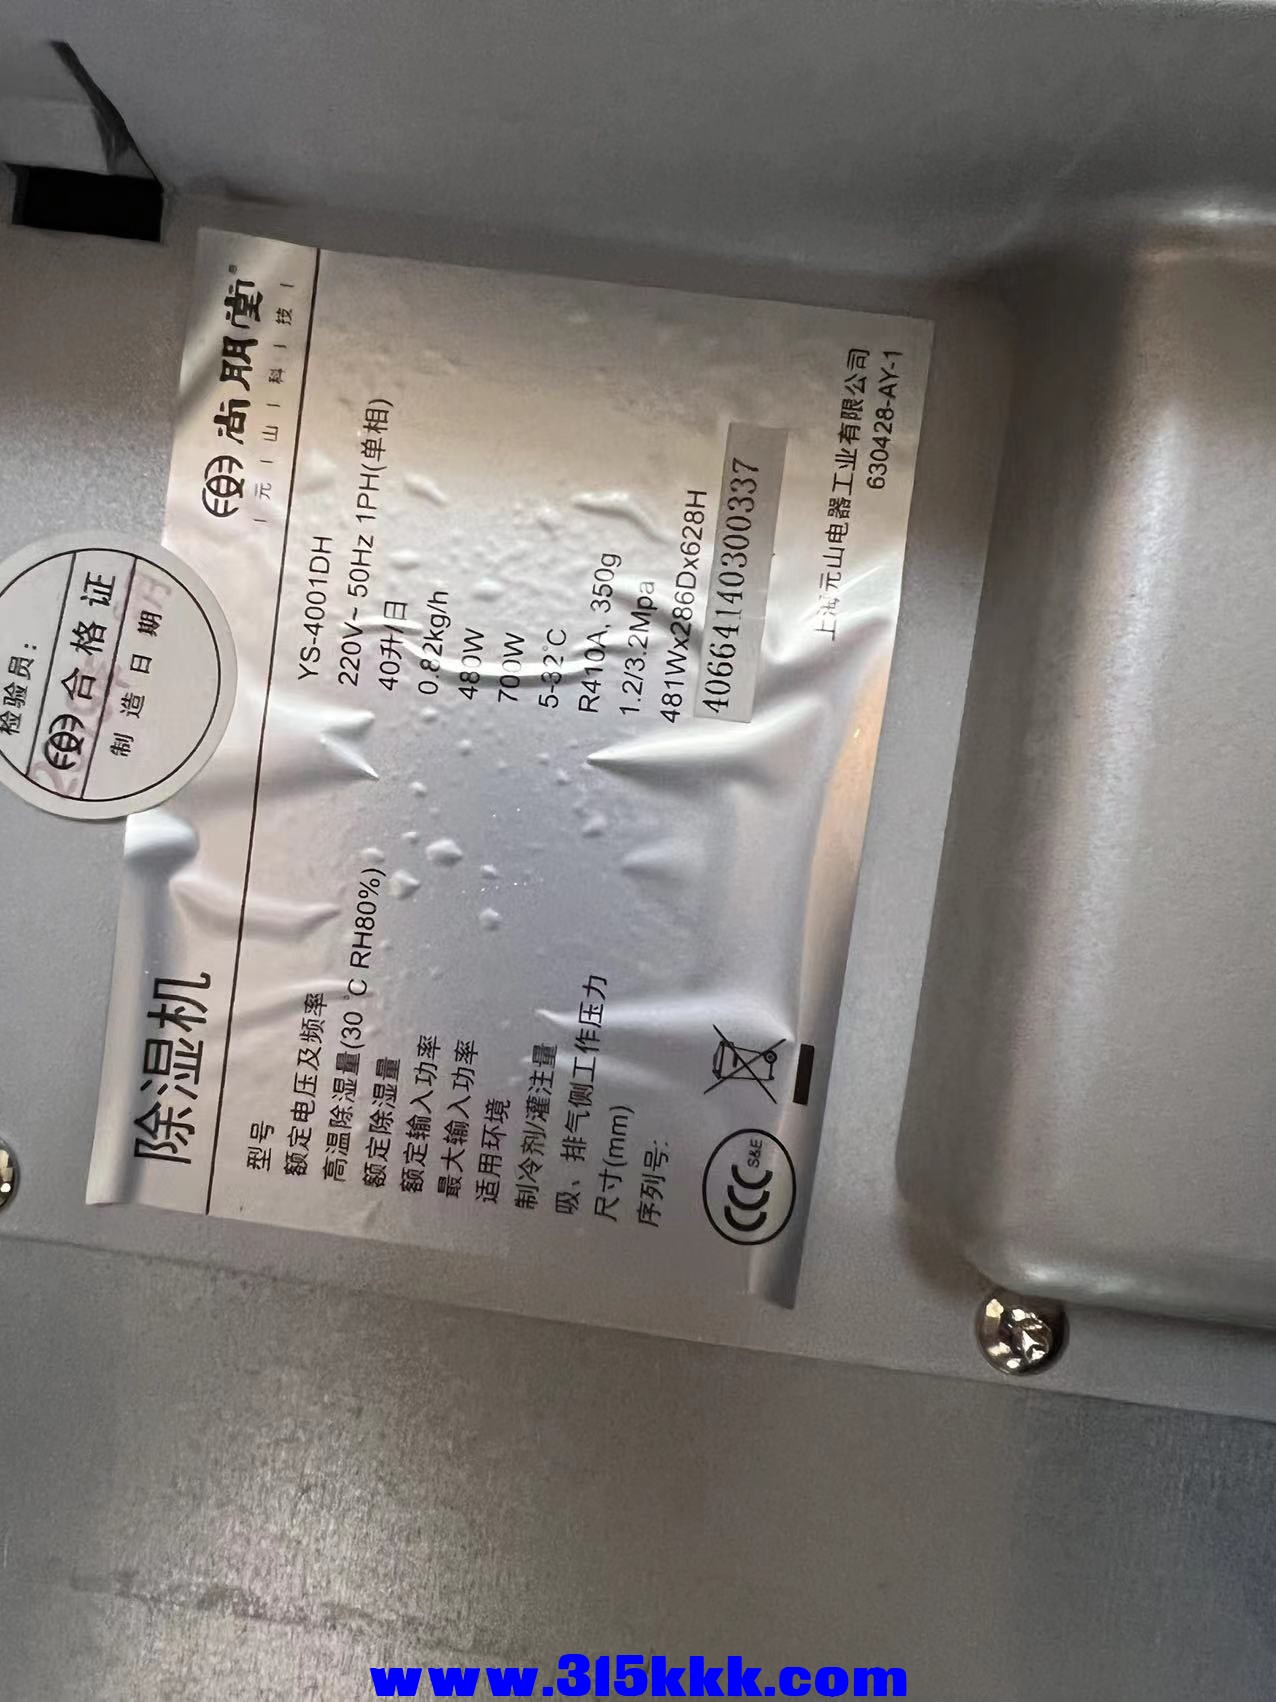 检验员：
合格证
制造日期
尚朋堂®
| 元 | 山 | 科 | 技 |
除湿机
型号 YS-4001DH
额定电压及频率 220V~ 50Hz 1PH(单相)
高温除湿量(30°C RH80%) 40升/日
额定除湿量 0.82kg/h
额定输入功率 480W
最大输入功率 700W
适用环境 5-32°C
制冷剂/灌注量 R410A, 350g
吸、排气侧工作压力 1.2/3.2Mpa
尺寸(mm) 481Wx286Dx628H
序列号: 40664140300337
CCC S&E
上海元山电器工业有限公司
630428-AY-1
www.315kkk.com